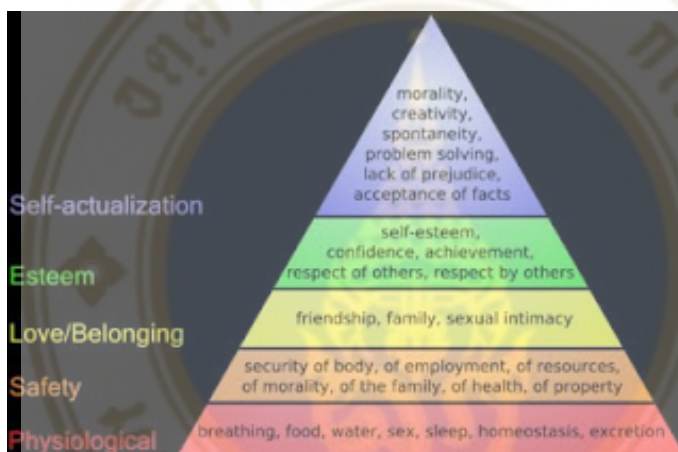 morality,
creativity,
spontaneity,
problem solving,
lack of prejudice,
acceptance of facts
Self-actualization
self-esteem,
confidence, achievement,
respect of others, respect by others
Esteem
friendship, family, sexual intimacy
Love/Belonging
security of body, of employment, of resources,
of morality, of the family, of health, of property
Safety
breathing, food, water, sex, sleep, homeostasis, excretion
Physiological